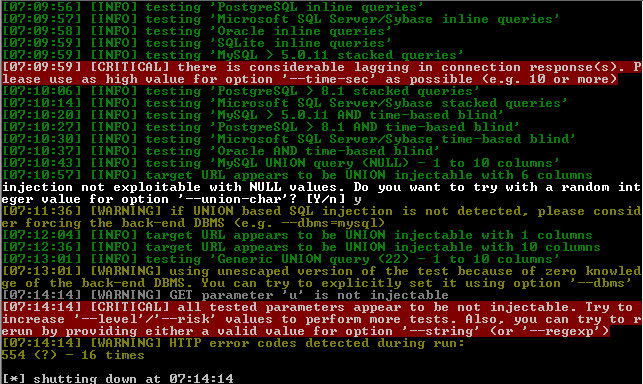 [07:09:56] [INFO] testing 'PostgreSQL inline queries'
[07:09:57] [INFO] testing 'Microsoft SQL Server/Sybase inline queries'
[07:09:58] [INFO] testing 'Oracle inline queries'
[07:09:59] [INFO] testing 'SQLite inline queries'
[07:09:59] [INFO] testing 'MySQL > 5.0.11 stacked queries'
[07:09:59] [CRITICAL] there is considerable lagging in connection response(s). P
lease use as high value for option '--time-sec' as possible (e.g. 10 or more)
[07:10:06] [INFO] testing 'PostgreSQL > 8.1 stacked queries'
[07:10:14] [INFO] testing 'Microsoft SQL Server/Sybase stacked queries'
[07:10:20] [INFO] testing 'MySQL > 5.0.11 AND time-based blind'
[07:10:27] [INFO] testing 'PostgreSQL > 8.1 AND time-based blind'
[07:10:30] [INFO] testing 'Microsoft SQL Server/Sybase time-based blind'
[07:10:37] [INFO] testing 'Oracle AND time-based blind'
[07:10:43] [INFO] testing 'MySQL UNION query (NULL) - 1 to 10 columns'
[07:10:57] [INFO] target URL appears to be UNION injectable with 6 columns
injection not exploitable with NULL values. Do you want to try with a random int
eger value for option '--union-char'? [Y/n] y
[07:11:36] [WARNING] if UNION based SQL injection is not detected, please consid
er forcing the back-end DBMS (e.g. --dbms=mysql)
[07:12:04] [INFO] target URL appears to be UNION injectable with 1 columns
[07:12:36] [INFO] target URL appears to be UNION injectable with 10 columns
[07:13:01] [INFO] testing 'Generic UNION query (22) - 1 to 10 columns'
[07:13:01] [WARNING] using unescaped version of the test because of zero knowled
ge of the back-end DBMS. You can try to explicitly set it using option '--dbms'
[07:14:14] [WARNING] GET parameter 'u' is not injectable
[07:14:14] [CRITICAL] all tested parameters appear to be not injectable. Try to
increase '--level'/'--risk' values to perform more tests. Also, you can try to r
erun by providing either a valid value for option '--string' (or '--regexp')
[07:14:14] [WARNING] HTTP error codes detected during run:
554 (?) - 16 times
[*] shutting down at 07:14:14